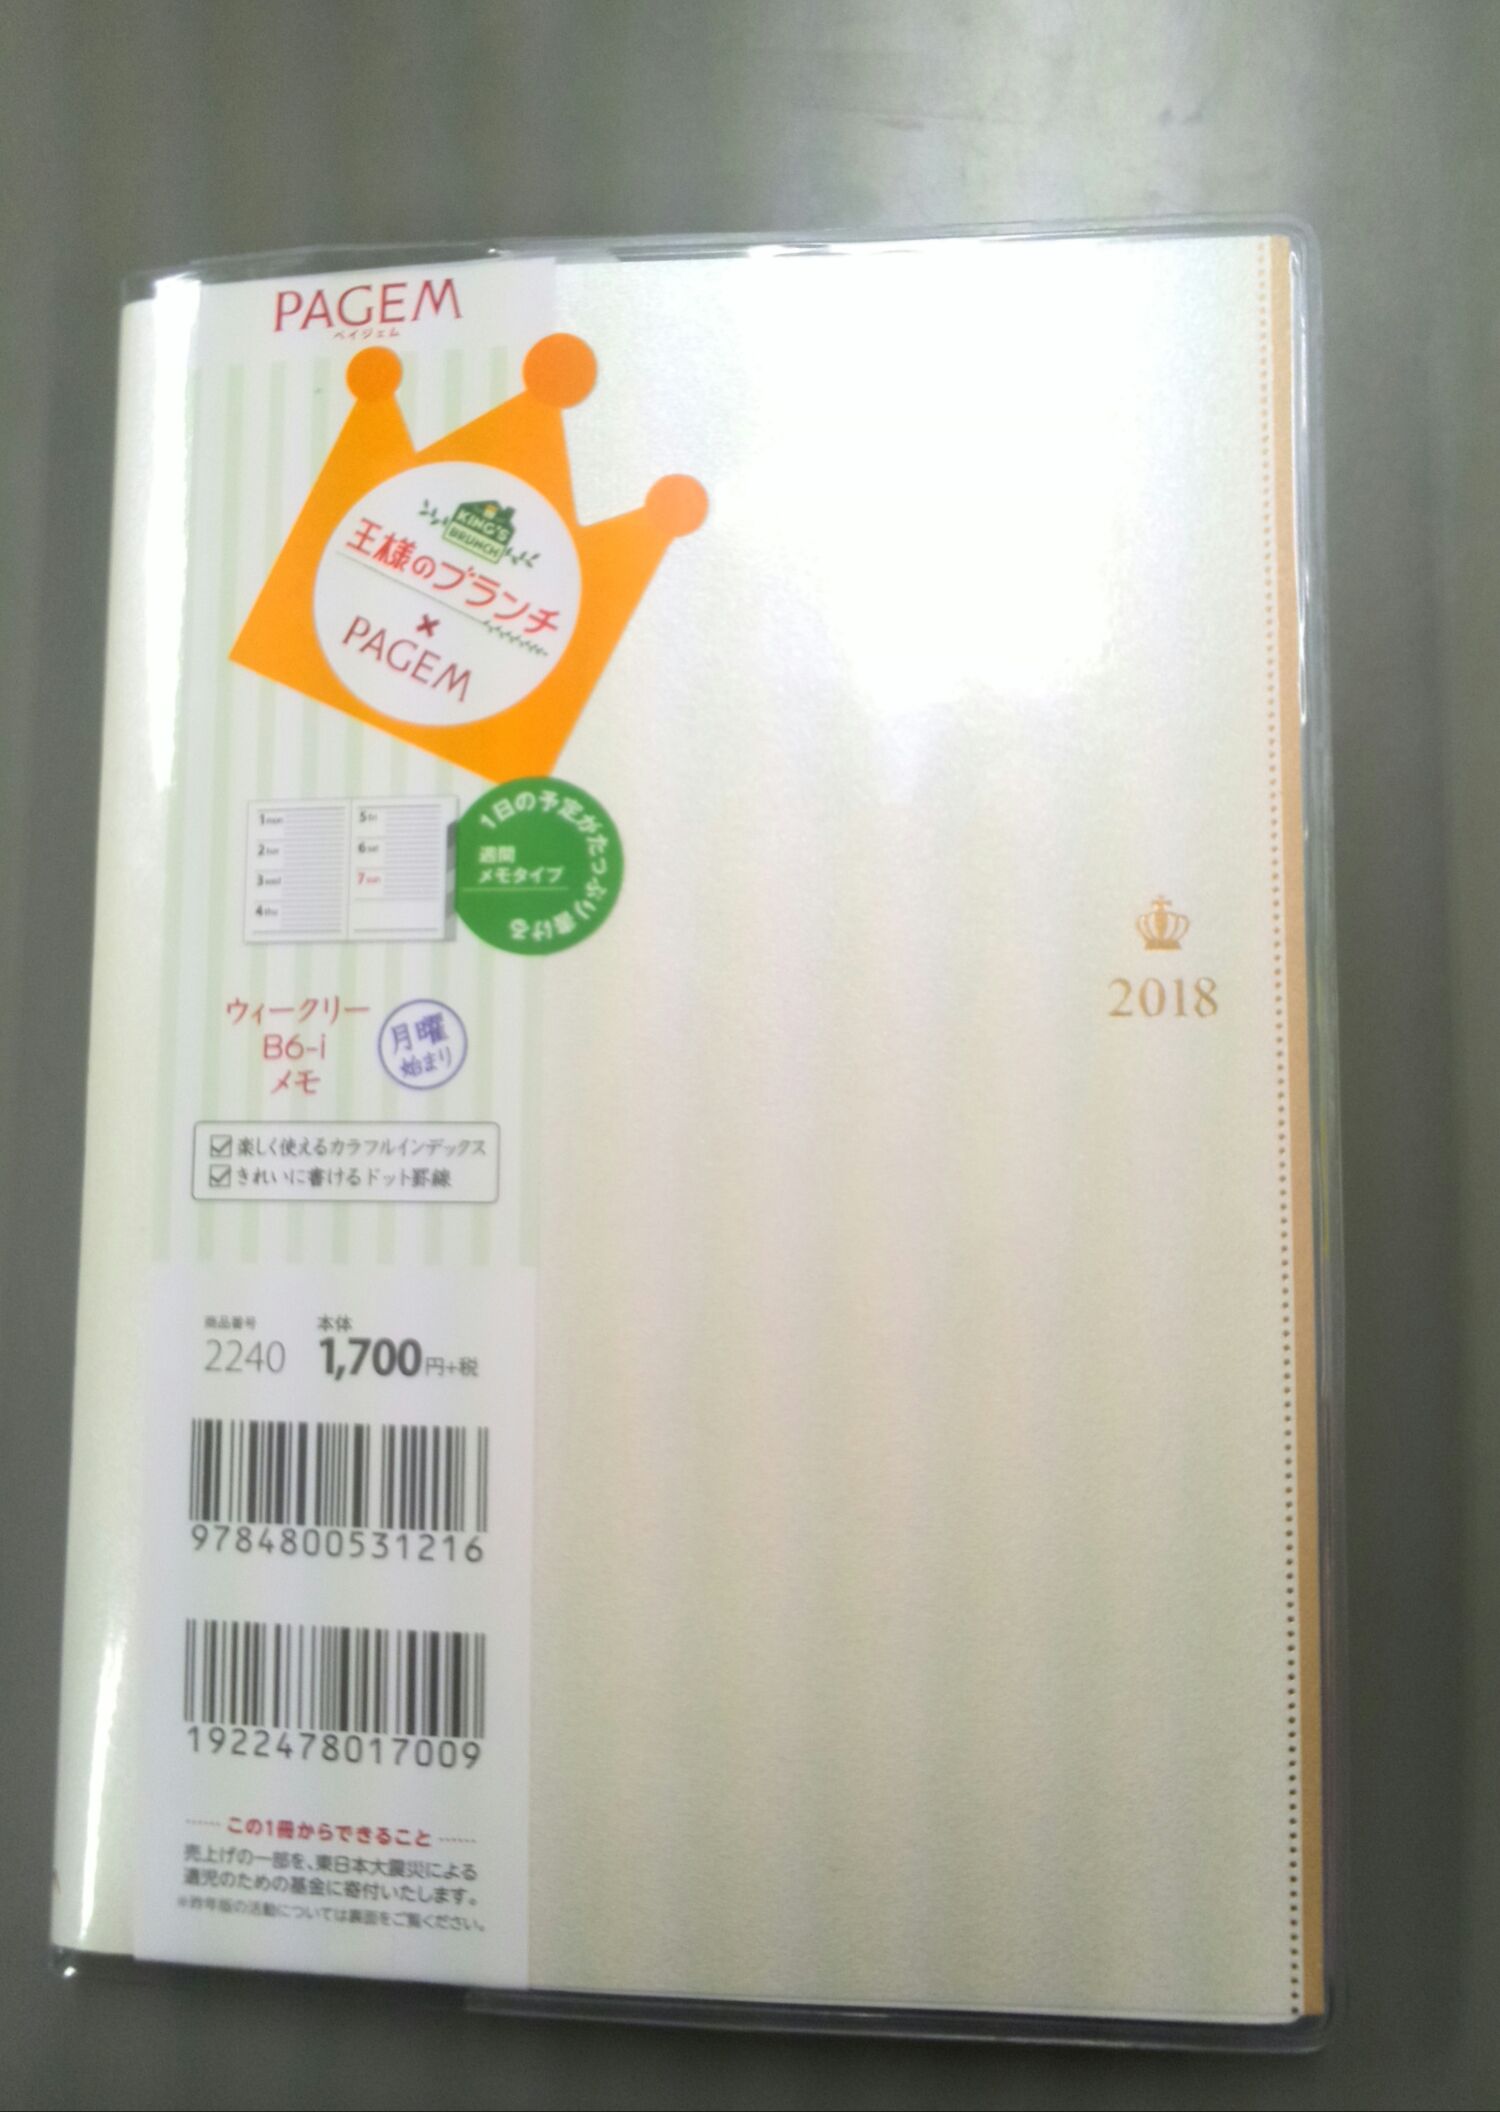 PAGEM
ペイジェム
KING'S
BRUNCH
王様のブランチ
×
PAGEM
1日の予定がたっぷり書ける
週間
メモタイプ
1mon
2tue
3wed
4thu
5fri
6sat
7sun
ウィークリー
B6-i
メモ
月曜
始まり
楽しく使えるカラフルインデックス
きれいに書けるドット罫線
2018
商品番号
2240
本体
1,700円+税
9784800531216
1922478017009
この1冊からできること
売上げの一部を、東日本大震災による
遺児のための基金に寄付いたします。
※昨年版の活動については裏面をご覧ください。